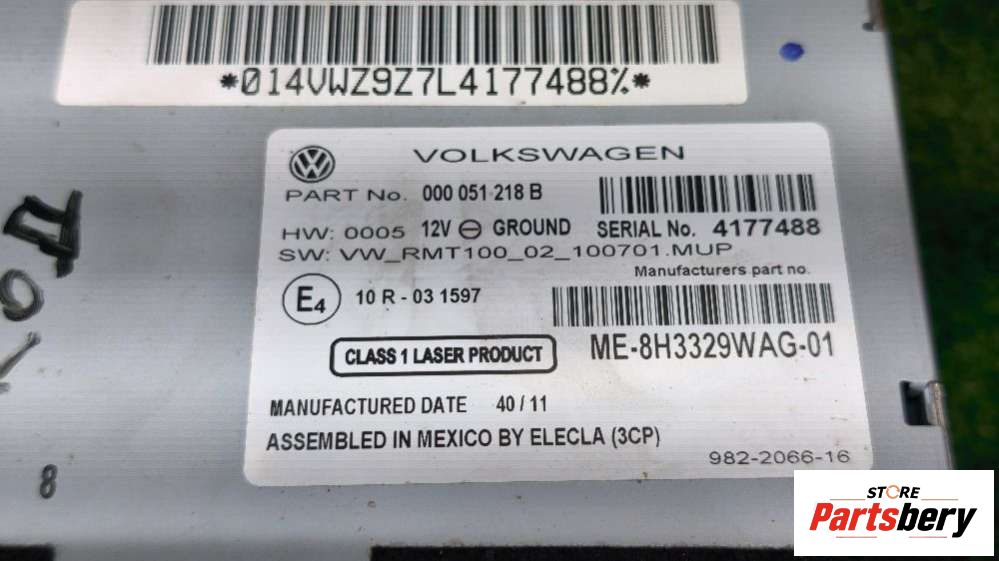 *014VWZ9Z7L4177488%*
VOLKSWAGEN
PART No. 000 051 218 B
HW: 0005 12V GROUND SERIAL No. 4177488
SW: VW_RMT100_02_100701.MUP
Manufacturers part no.
E4 10 R - 03 1597
ME-8H3329WAG-01
CLASS 1 LASER PRODUCT
MANUFACTURED DATE 40 / 11
ASSEMBLED IN MEXICO BY ELECLA (3CP)
982-2066-16
8
STORE
Partsbery